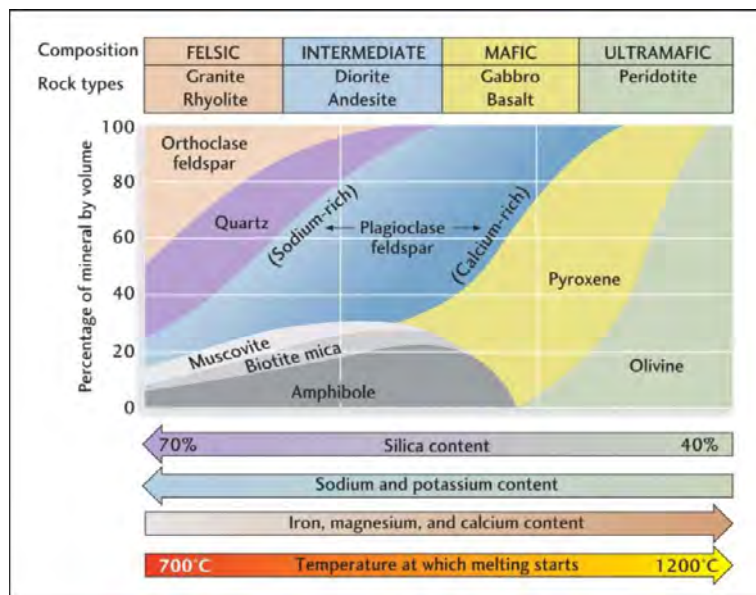 Composition
FELSIC
INTERMEDIATE
MAFIC
ULTRAMAFIC
Rock types
Granite
Rhyolite
Diorite
Andesite
Gabbro
Basalt
Peridotite
Percentage of mineral by volume
100
80
60
40
20
0
Orthoclase
feldspar
Quartz
(Sodium-rich)
Plagioclase
feldspar
(Calcium-rich)
Pyroxene
Muscovite
Biotite mica
Amphibole
Olivine
70% Silica content 40%
Sodium and potassium content
Iron, magnesium, and calcium content
700°C Temperature at which melting starts 1200°C